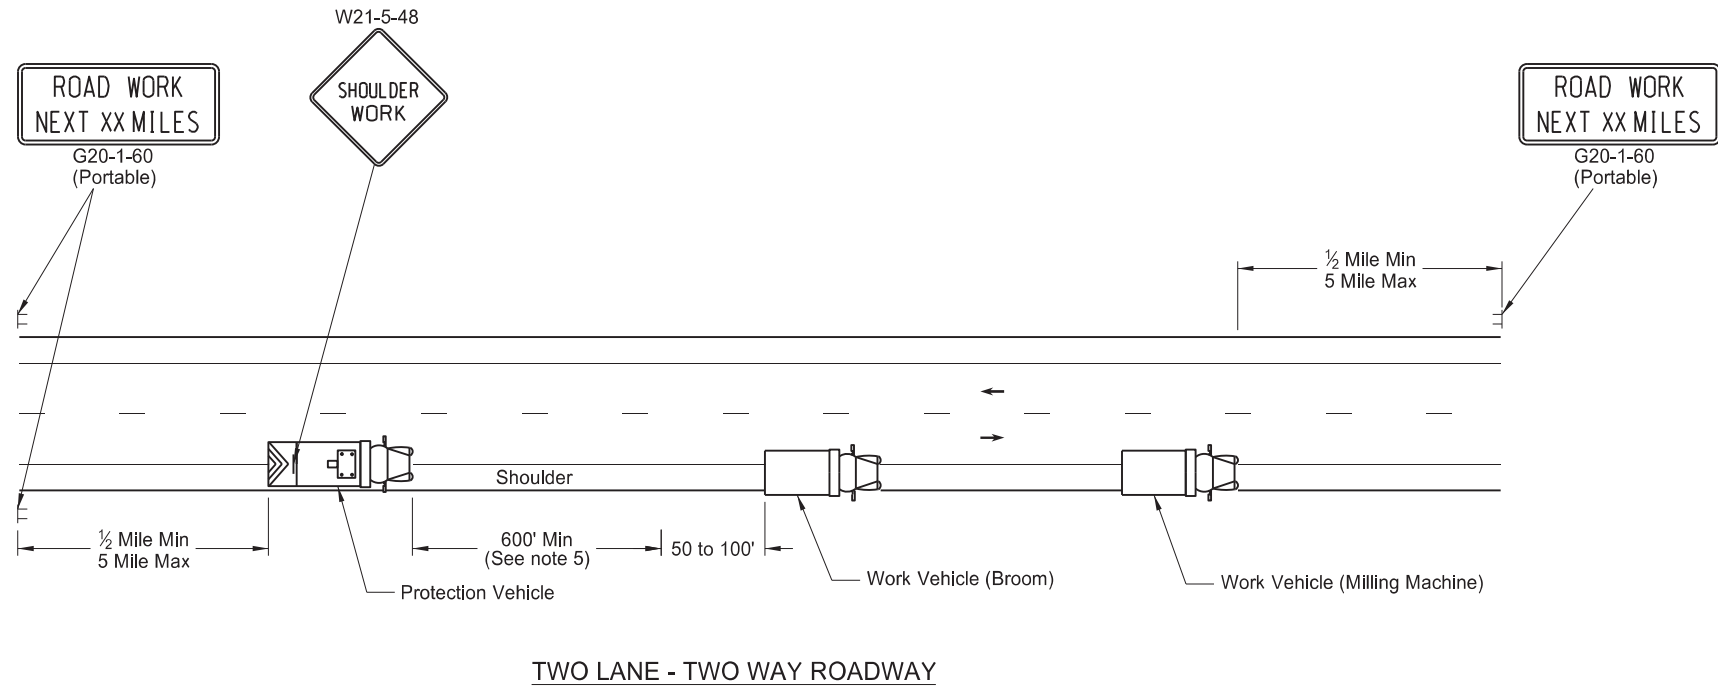 W21-5-48
ROAD WORK
NEXT XX MILES
G20-1-60
(Portable)
SHOULDER
WORK
ROAD WORK
NEXT XX MILES
G20-1-60
(Portable)
½ Mile Min
5 Mile Max
Shoulder
½ Mile Min
5 Mile Max
600' Min
(See note 5)
50 to 100'
Protection Vehicle
Work Vehicle (Broom)
Work Vehicle (Milling Machine)
TWO LANE - TWO WAY ROADWAY